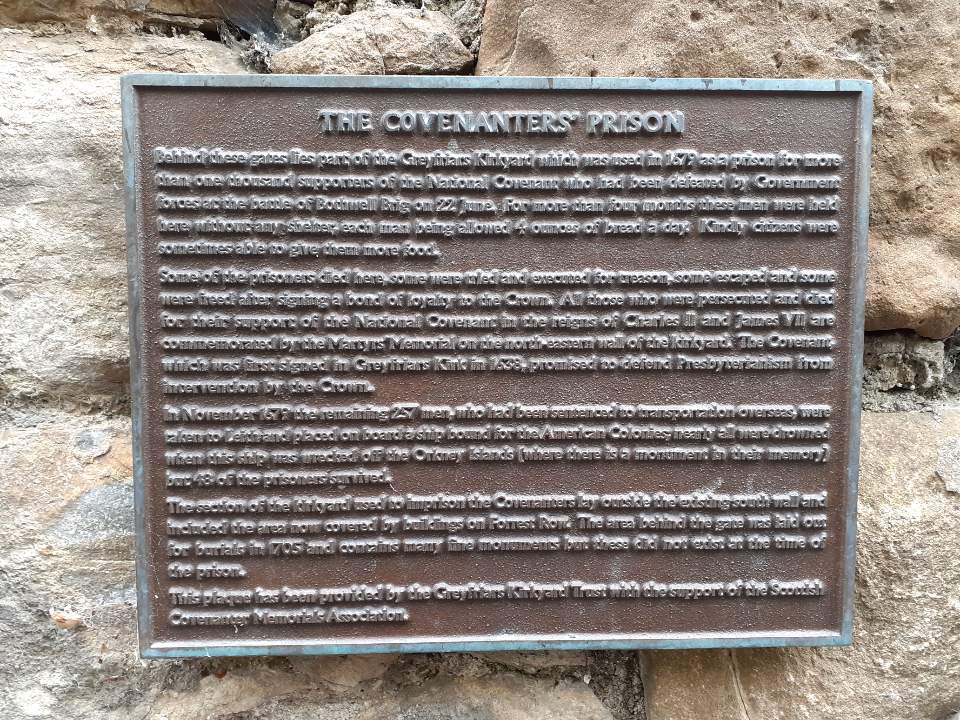 THE COVENANTERS' PRISON
Behind these gates lies part of the Greyfriars Kirkyard which was used in 1679 as a prison for more
than one thousand supporters of the National Covenant who had been defeated by Government
forces at the battle of Bothwell Brig on 22 June. For more than four months these men were held
here, without any shelter, each man being allowed 4 ounces of bread a day. Kindly citizens were
sometimes able to give them more food.
Some of the prisoners died here, some were tried and executed for treason, some escaped and some
were freed after signing a bond of loyalty to the Crown. All those who were persecuted and died
for their support of the National Covenant in the reigns of Charles II and James VII are
commemorated by the Martyrs' Memorial on the north-eastern wall of the kirkyard. The Covenant,
which was first signed in Greyfriars Kirk in 1638, promised to defend Presbyterianism from
intervention by the Crown.
In November 1679 the remaining 257 men, who had been sentenced to transportation overseas, were
taken to Leith and placed on board a ship bound for the American Colonies; nearly all were drowned
when this ship was wrecked off the Orkney Islands (where there is a monument in their memory)
but 48 of the prisoners survived.
The section of the kirkyard used to imprison the Covenanters lay outside the existing south wall and
included the area now covered by buildings on Forrest Row. The area behind the gate was laid out
for burials in 1705 and contains many fine monuments but these did not exist at the time of
the prison.
This plaque has been provided by the Greyfriars Kirkyard Trust with the support of the Scottish
Covenanter Memorials Association.